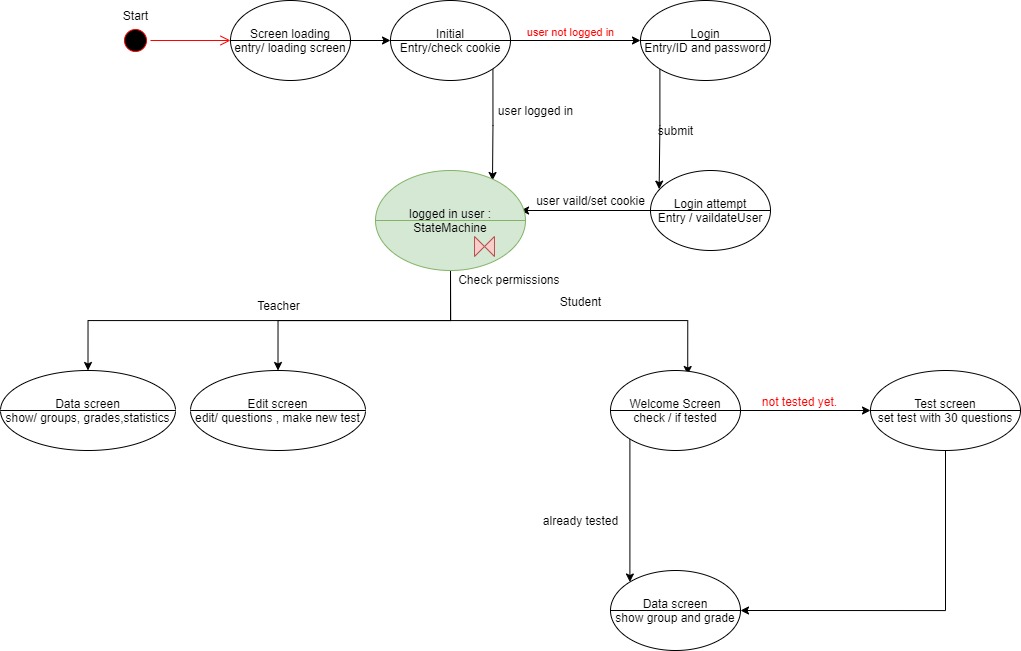 Start
Screen loading
entry/ loading screen
Initial
Entry/check cookie
user not logged in
Login
Entry/ID and password
user logged in
submit
logged in user :
StateMachine
user vaild/set cookie
Login attempt
Entry / vaildateUser
Check permissions
Teacher
Student
Data screen
show/ groups, grades,statistics
Edit screen
edit/ questions , make new test
Welcome Screen
check / if tested
not tested yet.
Test screen
set test with 30 questions
already tested
Data screen
show group and grade